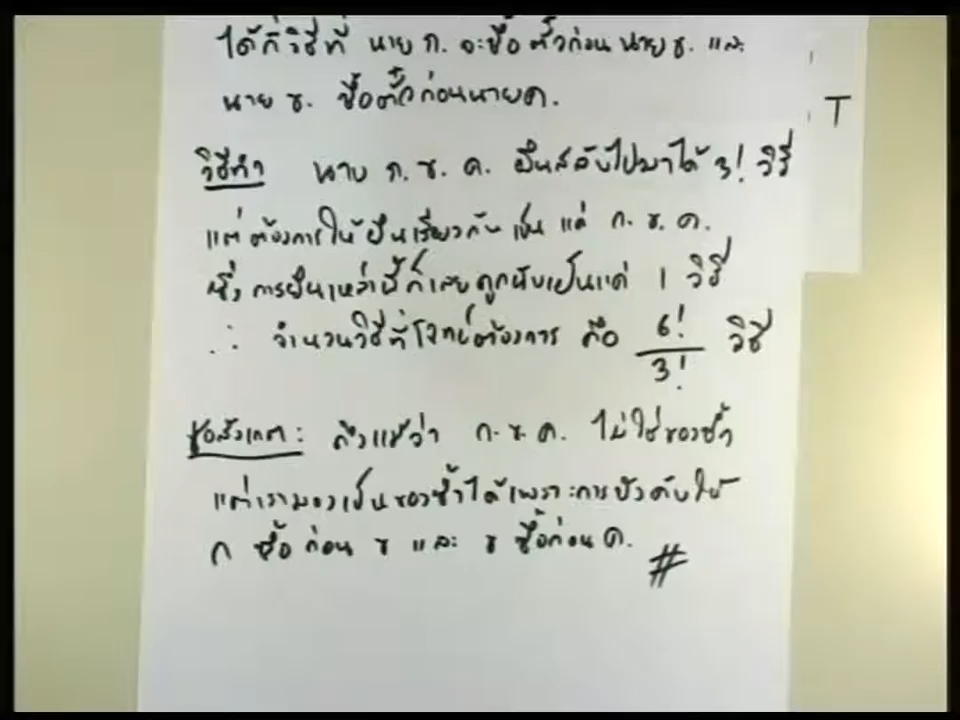 ได้กี่วิธีที่ นาย ก. จะซื้อตั๋วก่อน นาย ข. และ
นาย ข. ซื้อตั๋วก่อนนาย ค.
T
วิธีทำ นาย ก. ข. ค. ยืนสลับไปมาได้ 3! วิธี
แต่ต้องการให้ยืนเรียงกันเป็น แค่ ก. ข. ค.
ซึ่งการยืนเหล่านี้ก็เลยถูกนับเป็นแค่ 1 วิธี
∴ จำนวนวิธีที่โจทย์ต้องการ คือ 6!/3! วิธี
ข้อสังเกต: ถึงแม้ว่า ก. ข. ค. ไม่ใช่ของซ้ำ
แต่เรามองเป็นของซ้ำได้เพราะการบังคับให้
ก ซื้อก่อน ข และ ข ซื้อก่อน ค. #